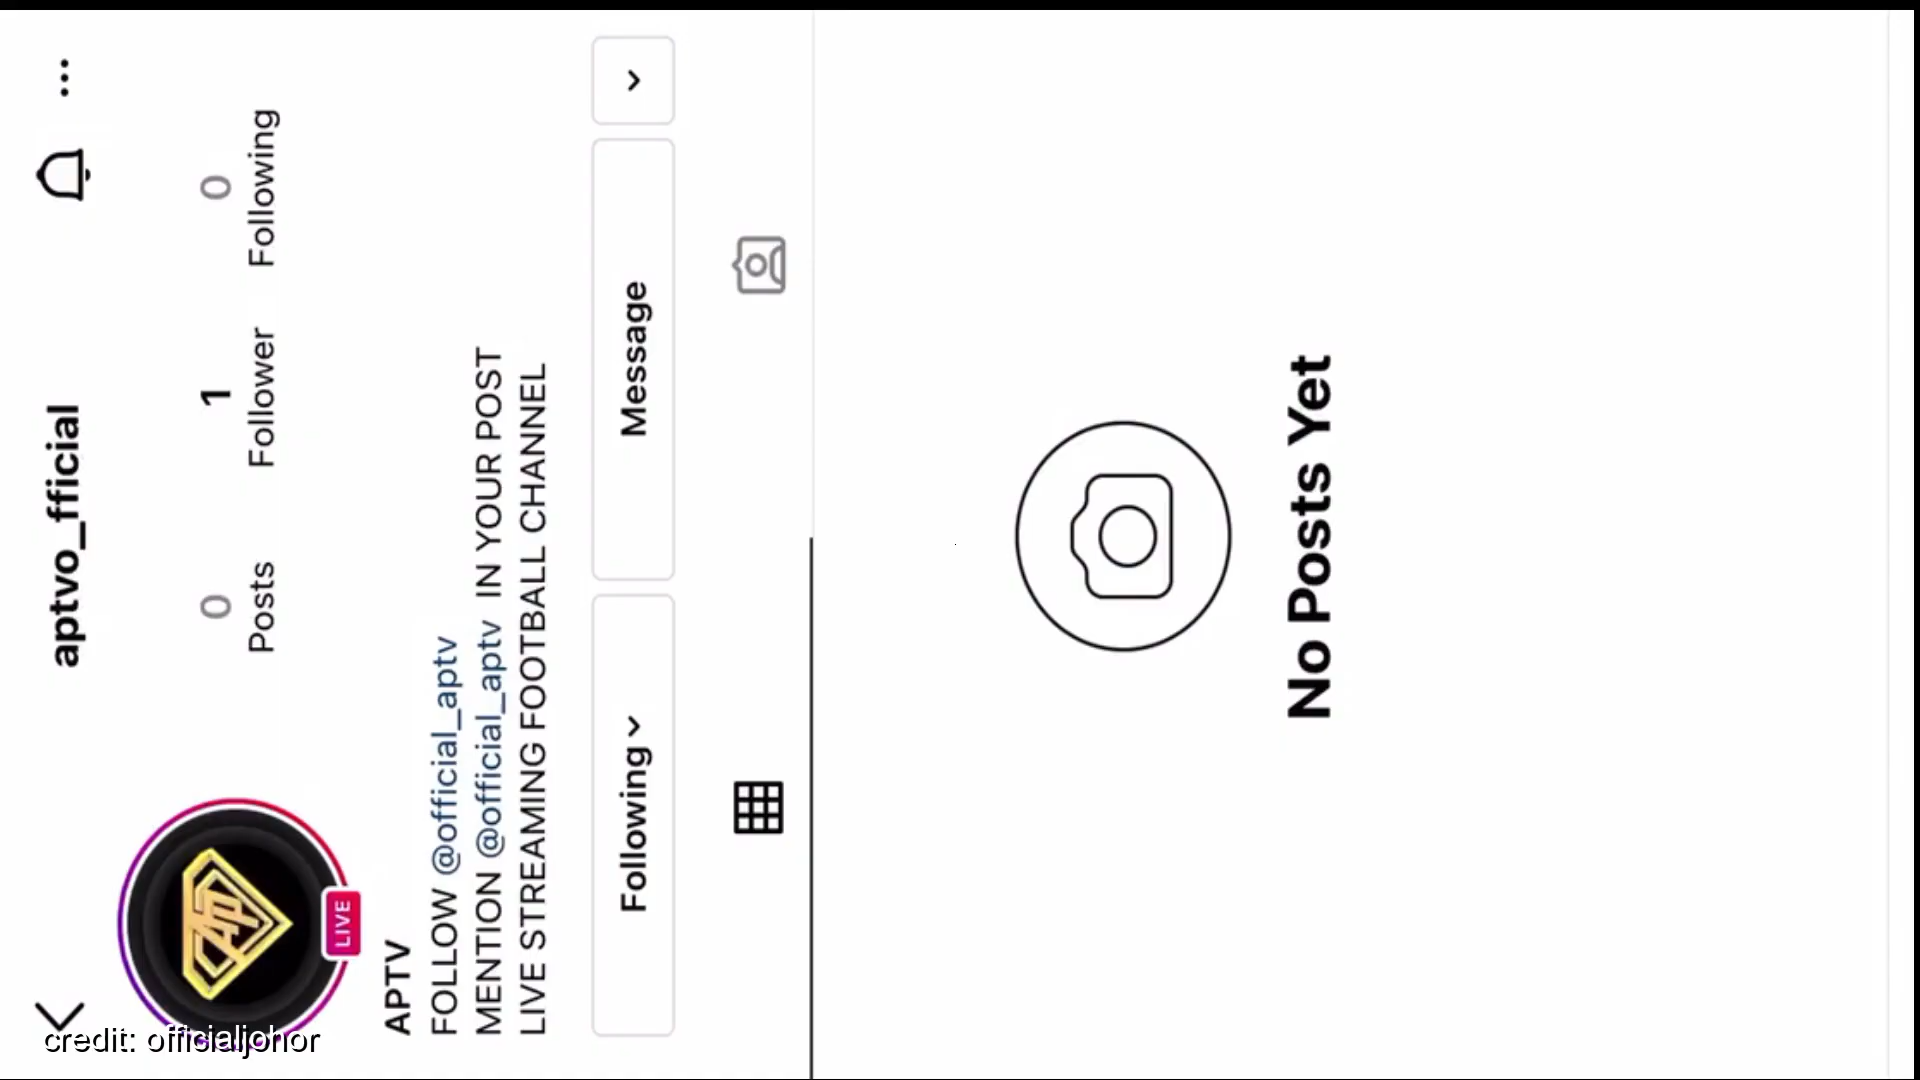 aptvo_fficial
0
Posts
1
Follower
0
Following
AP
LIVE
APTV
FOLLOW @official_aptv
MENTION @official_aptv IN YOUR POST
LIVE STREAMING FOOTBALL CHANNEL
Following
Message
No Posts Yet
credit: officialjohor